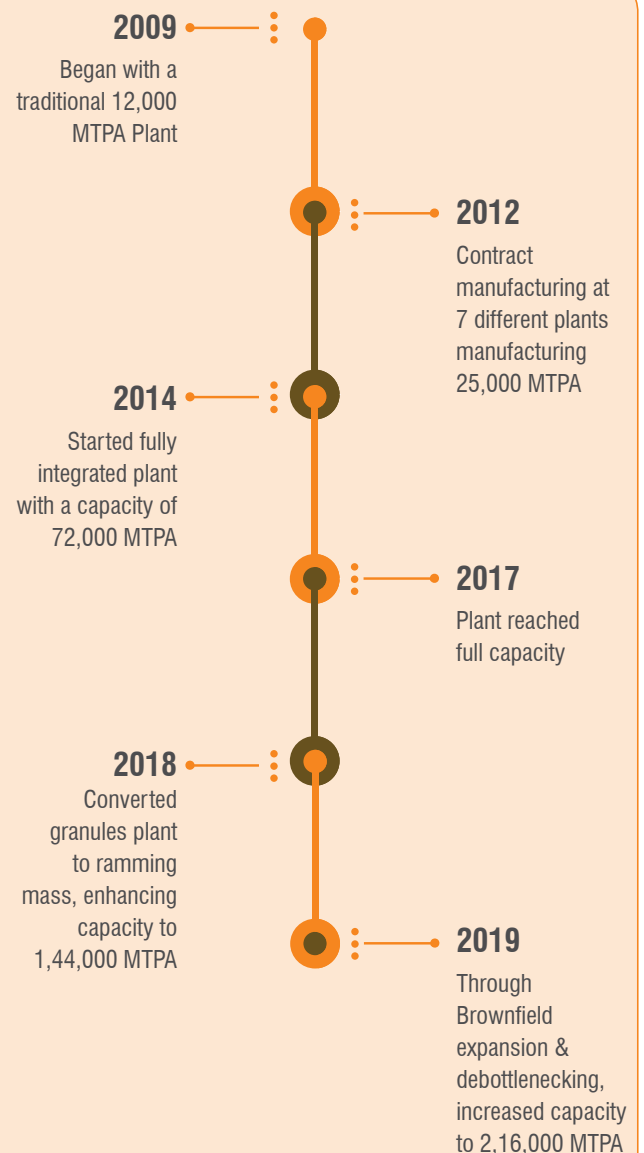 2009
Began with a
traditional 12,000
MTPA Plant
2012
Contract
manufacturing at
7 different plants
manufacturing
25,000 MTPA
2014
Started fully
integrated plant
with a capacity of
72,000 MTPA
2017
Plant reached
full capacity
2018
Converted
granules plant
to ramming
mass, enhancing
capacity to
1,44,000 MTPA
2019
Through
Brownfield
expansion &
debottlenecking,
increased capacity
to 2,16,000 MTPA